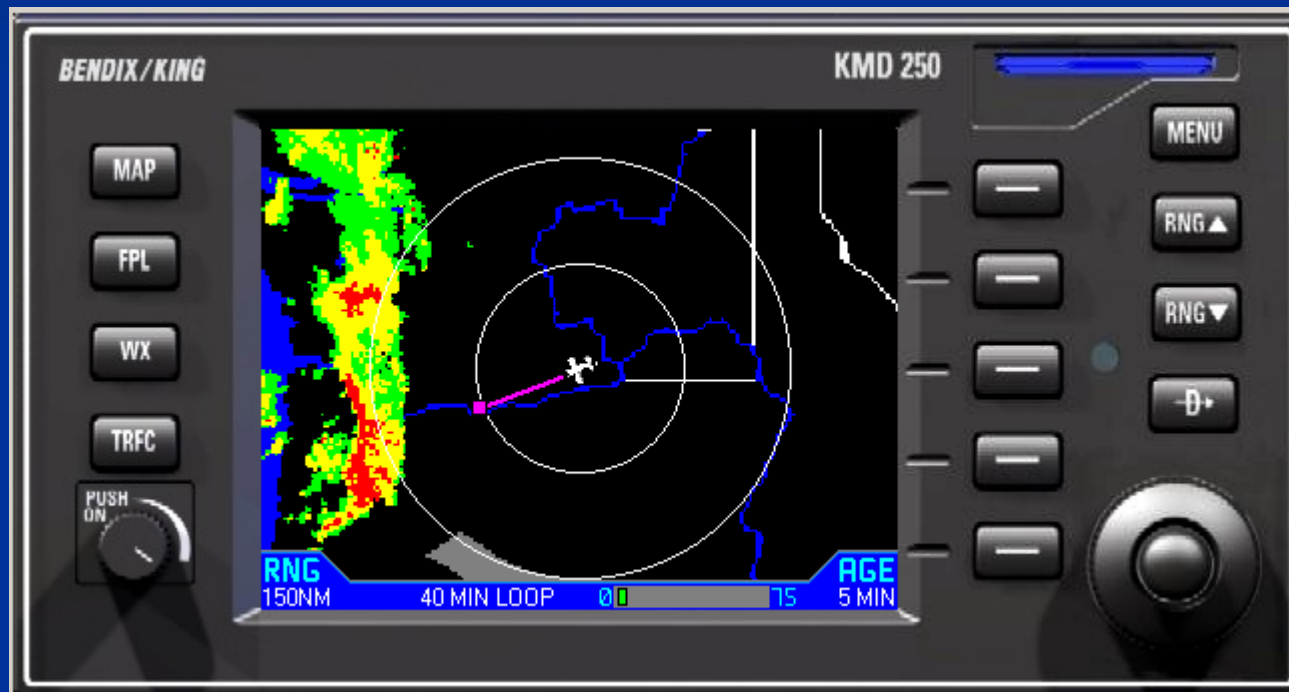 BENDIX/KING
KMD 250
MAP
FPL
WX
TRFC
PUSH
ON
MENU
RNG
RNG
D
RNG
150NM
40 MIN LOOP
0
75
AGE
5 MIN